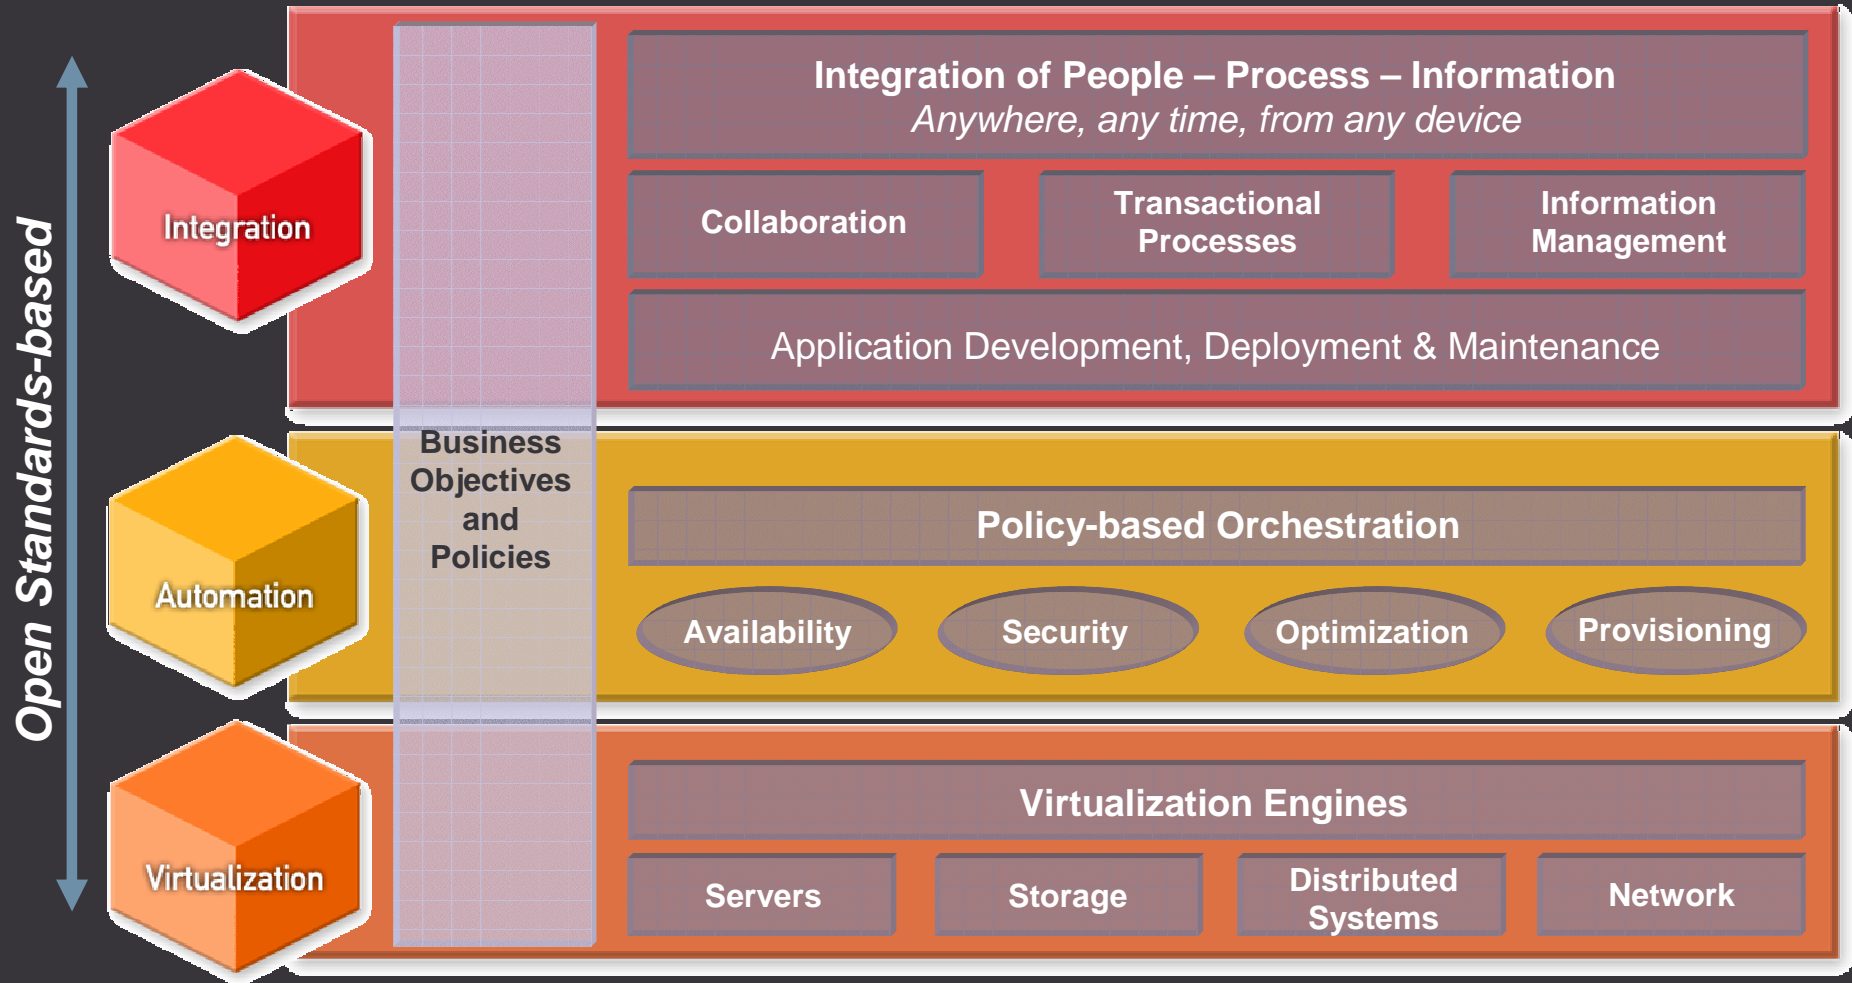 Open Standards-based
Integration
Integration of People – Process – Information
Anywhere, any time, from any device
Collaboration
Transactional
Processes
Information
Management
Application Development, Deployment & Maintenance
Business
Objectives
and
Policies
Automation
Policy-based Orchestration
Availability
Security
Optimization
Provisioning
Virtualization
Virtualization Engines
Servers
Storage
Distributed
Systems
Network